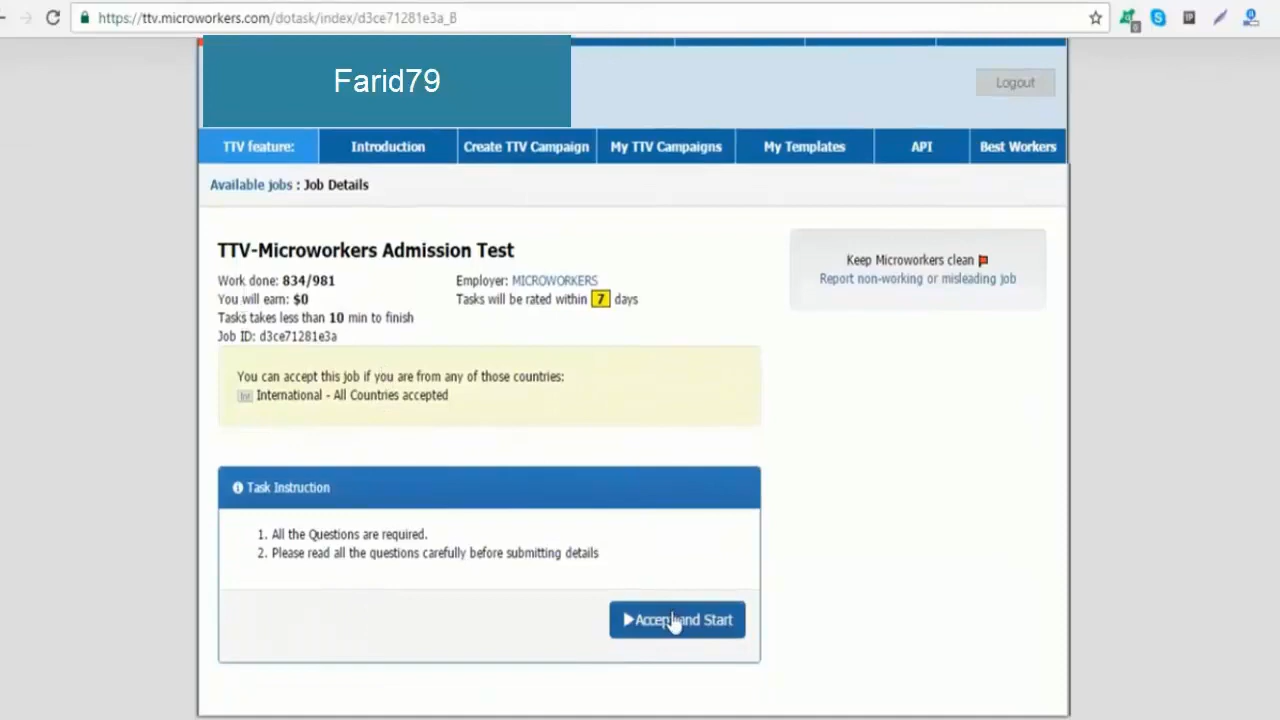 https://ttv.microworkers.com/dotask/index/d3ce71281e3a_B
Farid79
Logout
TTV feature: Introduction Create TTV Campaign My TTV Campaigns My Templates API Best Workers
Available jobs : Job Details
TTV-Microworkers Admission Test
Work done: 834/981
You will earn: $0
Tasks takes less than 10 min to finish
Job ID: d3ce71281e3a
Employer: MICROWORKERS
Tasks will be rated within 7 days
Keep Microworkers clean
Report non-working or misleading job
You can accept this job if you are from any of those countries:
Int International - All Countries accepted
Task Instruction
1. All the Questions are required.
2. Please read all the questions carefully before submitting details
Accept and Start